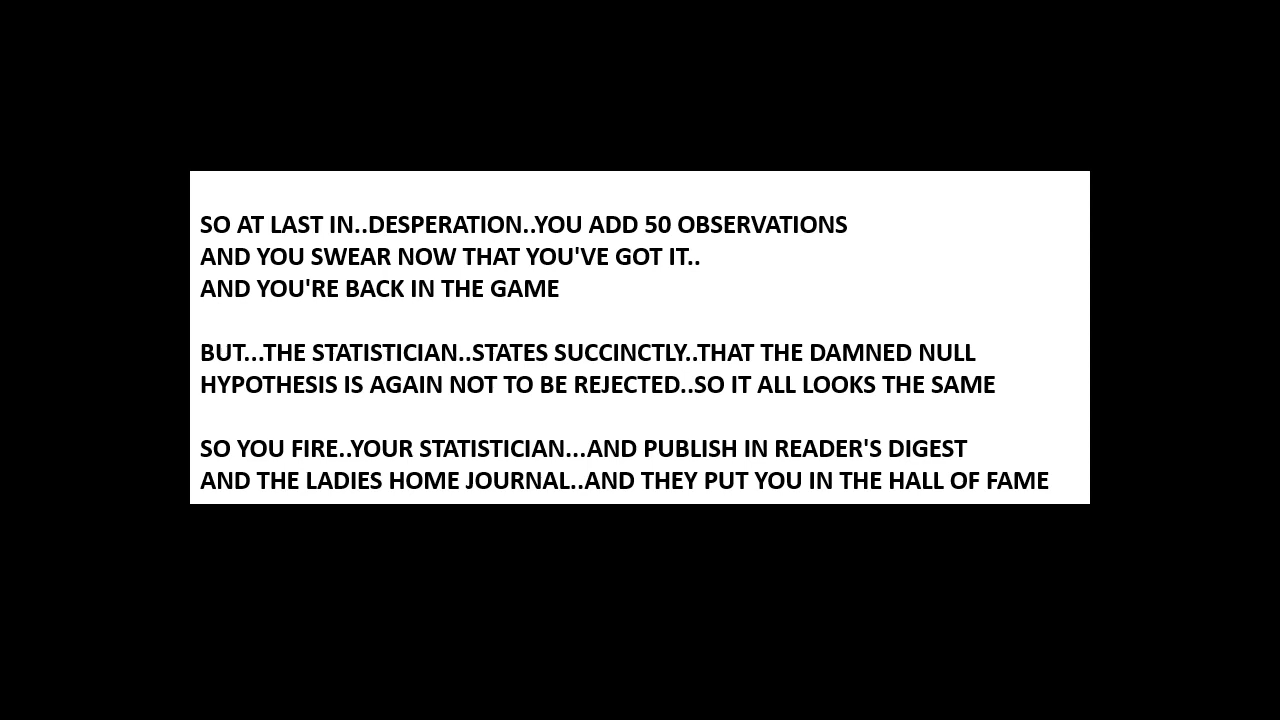 SO AT LAST IN..DESPERATION..YOU ADD 50 OBSERVATIONS
AND YOU SWEAR NOW THAT YOU'VE GOT IT..
AND YOU'RE BACK IN THE GAME
BUT...THE STATISTICIAN..STATES SUCCINCTLY..THAT THE DAMNED NULL
HYPOTHESIS IS AGAIN NOT TO BE REJECTED..SO IT ALL LOOKS THE SAME
SO YOU FIRE..YOUR STATISTICIAN...AND PUBLISH IN READER'S DIGEST
AND THE LADIES HOME JOURNAL..AND THEY PUT YOU IN THE HALL OF FAME